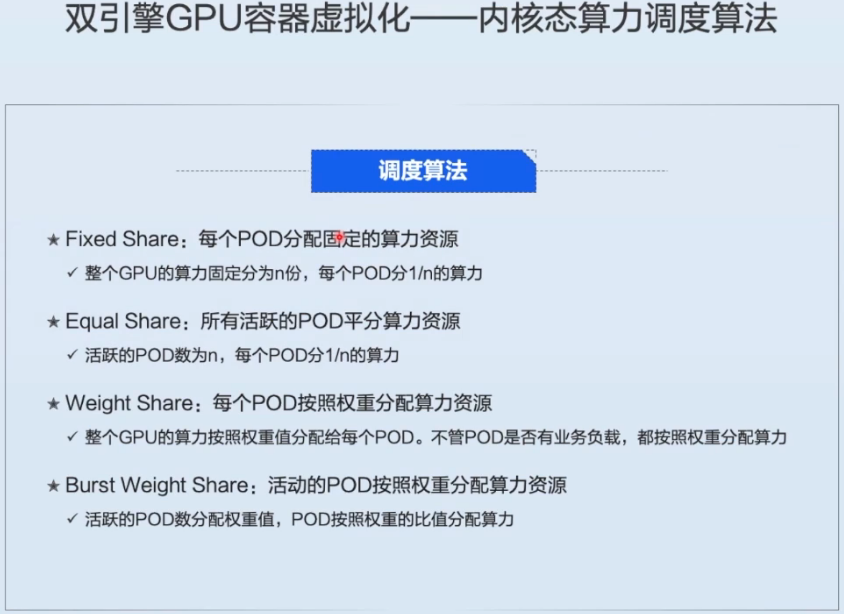 双引擎GPU容器虚拟化——内核态算力调度算法
调度算法
★ Fixed Share：每个POD分配固定的算力资源
✓ 整个GPU的算力固定分为n份，每个POD分1/n的算力
★ Equal Share：所有活跃的POD平分算力资源
✓ 活跃的POD数为n，每个POD分1/n的算力
★ Weight Share：每个POD按照权重分配算力资源
✓ 整个GPU的算力按照权重值分配给每个POD。不管POD是否有业务负载，都按照权重分配算力
★ Burst Weight Share：活动的POD按照权重分配算力资源
✓ 活跃的POD数分配权重值，POD按照权重的比值分配算力